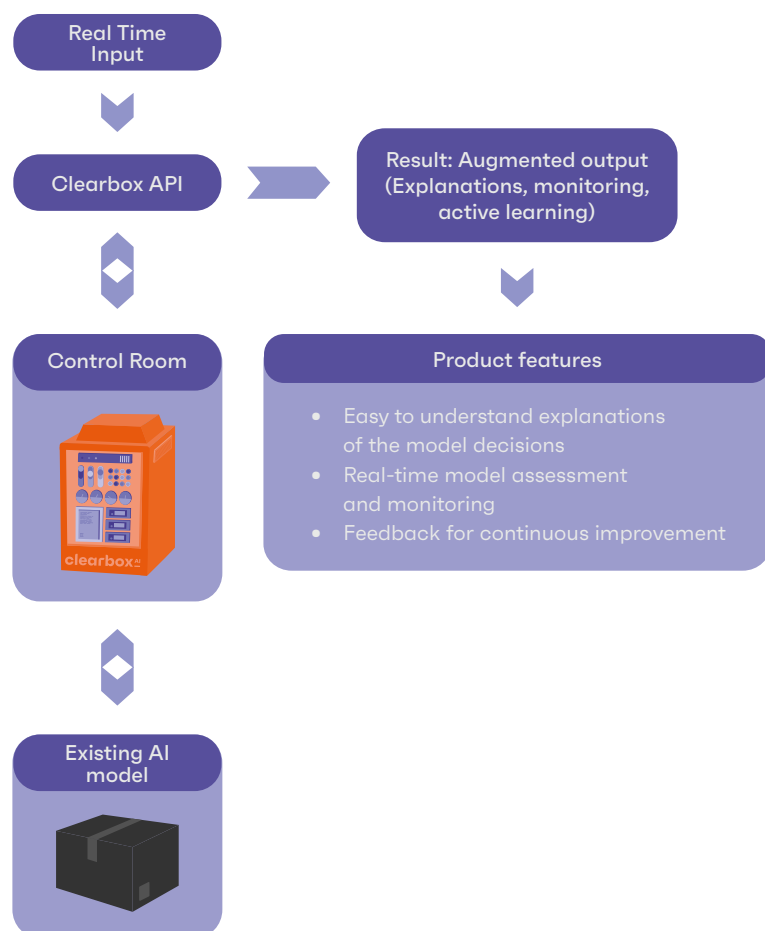 Real Time
Input
Clearbox API
Result: Augmented output
(Explanations, monitoring,
active learning)
Control Room
clearbox AI
Product features
• Easy to understand explanations
of the model decisions
• Real-time model assessment
and monitoring
• Feedback for continuous improvement
Existing AI
model